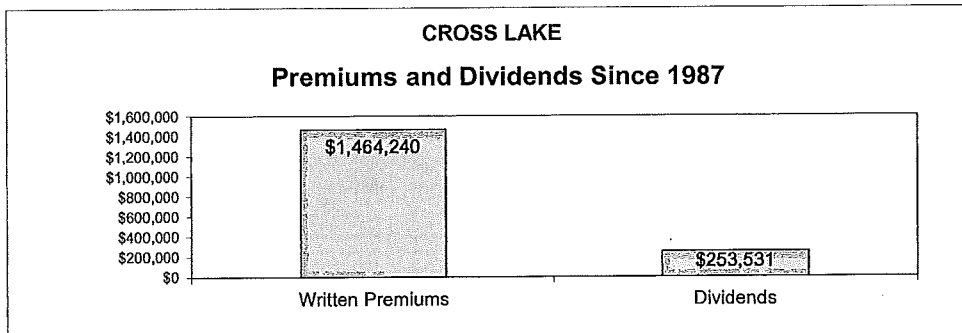 CROSS LAKE
Premiums and Dividends Since 1987
$1,600,000
$1,400,000
$1,200,000
$1,000,000
$800,000
$600,000
$400,000
$200,000
$0
$1,464,240
$253,531
Written Premiums
Dividends